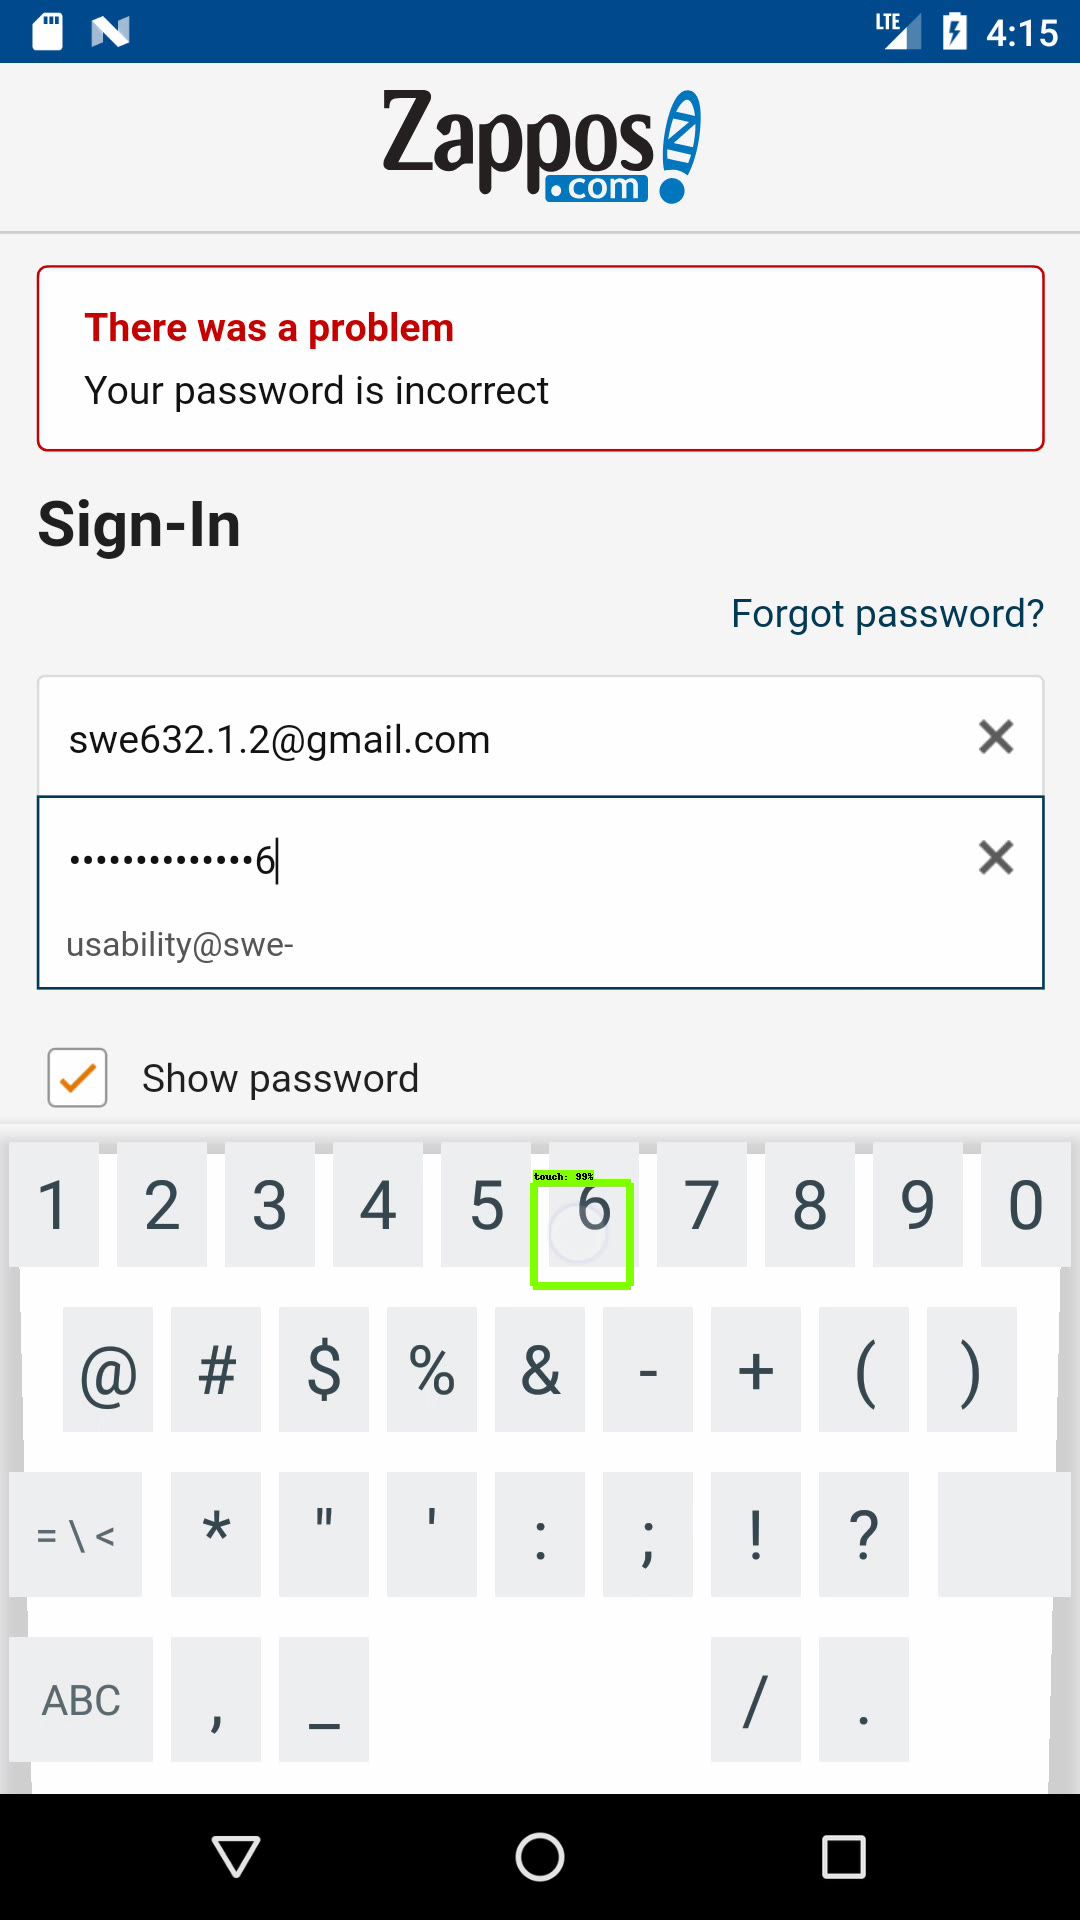 LTE 4:15
Zappos
.com
There was a problem
Your password is incorrect
Sign-In
Forgot password?
swe632.1.2@gmail.com
••••••••••••••6
usability@swe-
Show password
1 2 3 4 5 6 7 8 9 0
touch: 99%
@ # $ % & - + ( )
= \ < * " ' : ; ! ?
ABC , _ / .